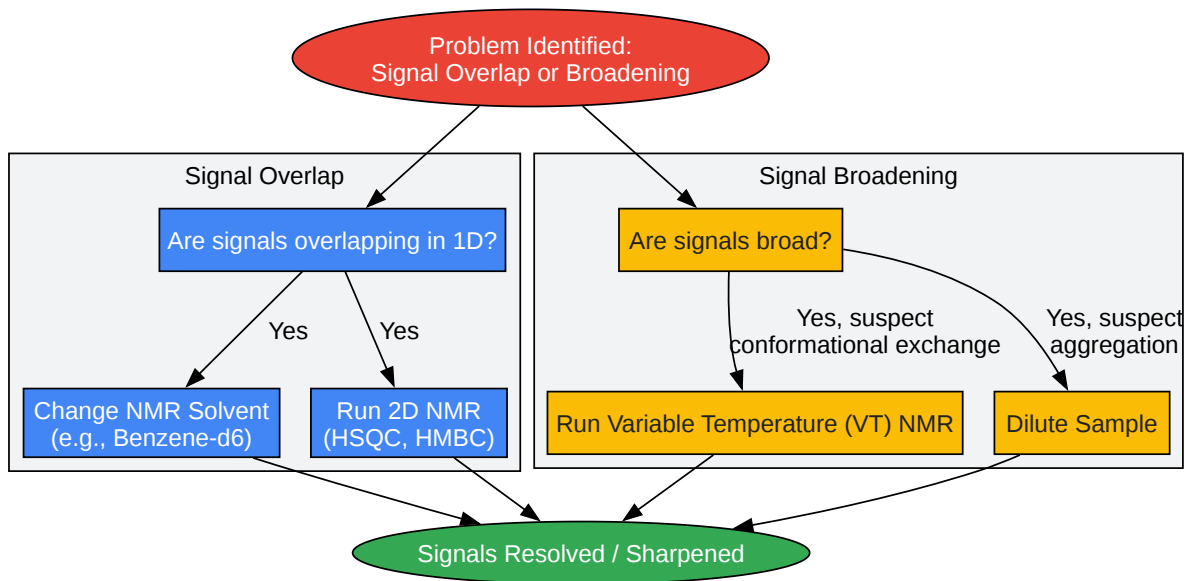 Problem Identified:
Signal Overlap or Broadening
Signal Overlap
Signal Broadening
Are signals overlapping in 1D?
Are signals broad?
Yes
Yes
Yes, suspect
conformational exchange
Yes, suspect
aggregation
Change NMR Solvent
(e.g., Benzene-d6)
Run 2D NMR
(HSQC, HMBC)
Run Variable Temperature (VT) NMR
Dilute Sample
Signals Resolved / Sharpened